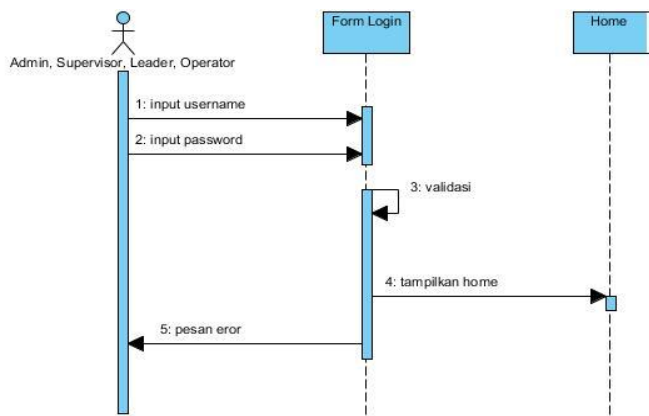 Form Login
Home
Admin, Supervisor, Leader, Operator
1: input username
2: input password
3: validasi
4: tampilkan home
5: pesan eror